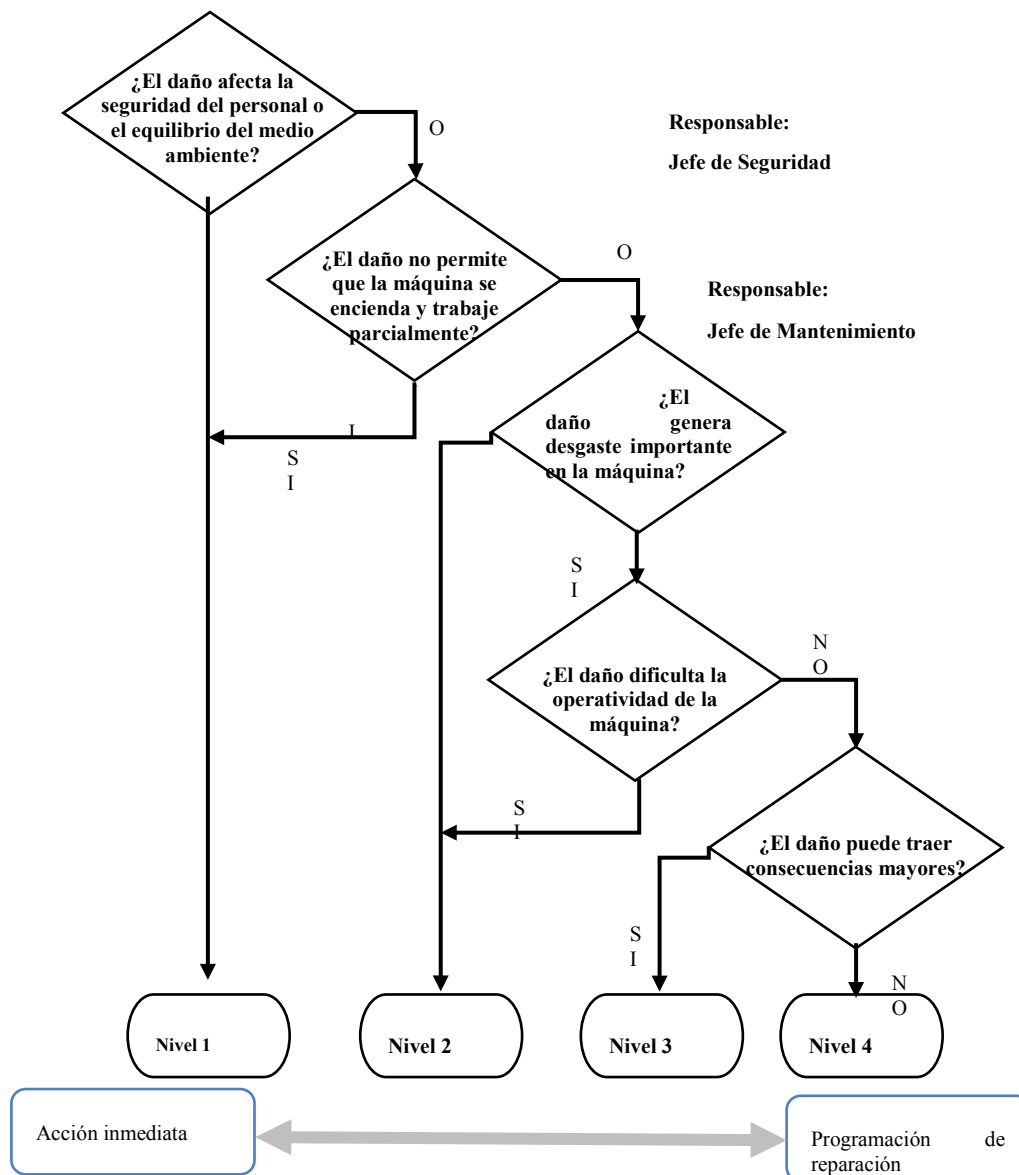 ¿El daño afecta la
seguridad del personal o
el equilibrio del medio
ambiente?
O
Responsable:
Jefe de Seguridad
¿El daño no permite
que la máquina se
encienda y trabaje
parcialmente?
O
Responsable:
Jefe de Mantenimiento
I
S
I
¿El
daño genera
desgaste importante
en la máquina?
S
I
¿El daño dificulta la
operatividad de la
máquina?
N
O
S
I
¿El daño puede traer
consecuencias mayores?
S
I
N
O
Nivel 1
Nivel 2
Nivel 3
Nivel 4
Acción inmediata
Programación de
reparación